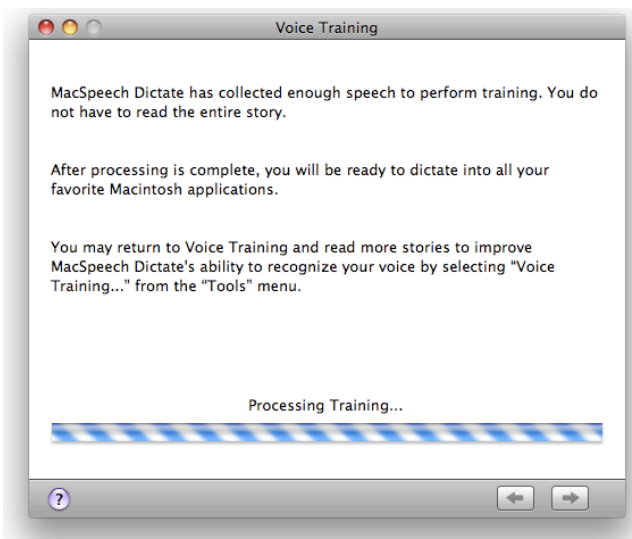 Voice Training
MacSpeech Dictate has collected enough speech to perform training. You do
not have to read the entire story.
After processing is complete, you will be ready to dictate into all your
favorite Macintosh applications.
You may return to Voice Training and read more stories to improve
MacSpeech Dictate's ability to recognize your voice by selecting “Voice
Training...” from the “Tools” menu.
Processing Training...
?